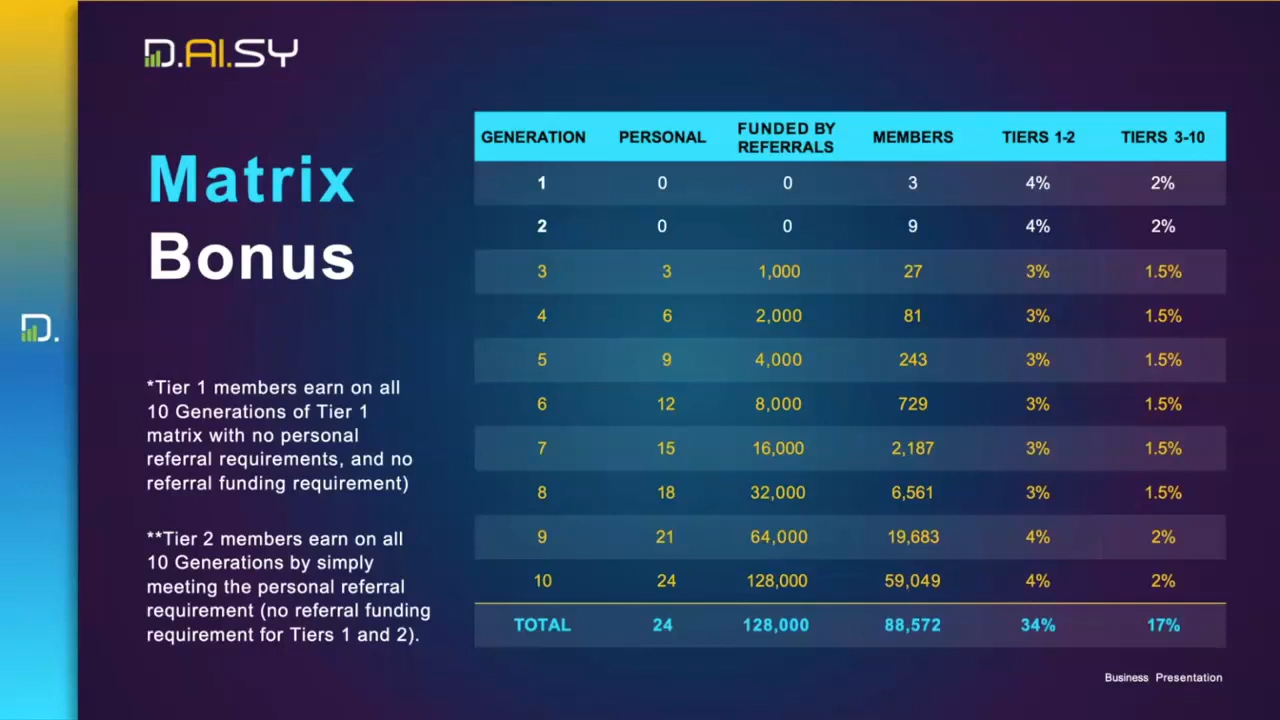 D.AI.SY
Matrix
Bonus
*Tier 1 members earn on all
10 Generations of Tier 1
matrix with no personal
referral requirements, and no
referral funding requirement)
**Tier 2 members earn on all
10 Generations by simply
meeting the personal referral
requirement (no referral funding
requirement for Tiers 1 and 2).
D.
GENERATION PERSONAL FUNDED BY REFERRALS MEMBERS TIERS 1-2 TIERS 3-10
1 0 0 3 4% 2%
2 0 0 9 4% 2%
3 3 1,000 27 3% 1.5%
4 6 2,000 81 3% 1.5%
5 9 4,000 243 3% 1.5%
6 12 8,000 729 3% 1.5%
7 15 16,000 2,187 3% 1.5%
8 18 32,000 6,561 3% 1.5%
9 21 64,000 19,683 4% 2%
10 24 128,000 59,049 4% 2%
TOTAL 24 128,000 88,572 34% 17%
Business Presentation